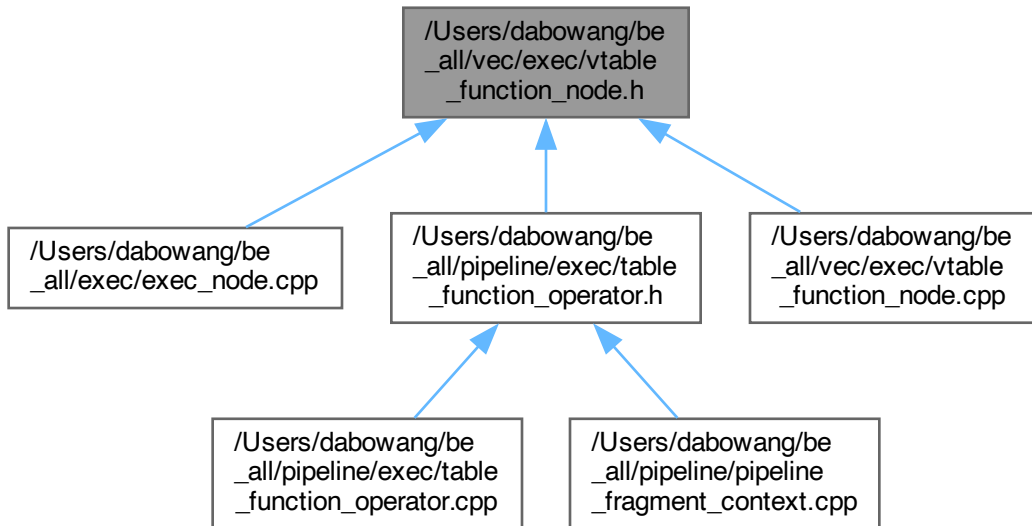 /Users/dabowang/be
_all/vec/exec/vtable
_function_node.h
/Users/dabowang/be
_all/exec/exec_node.cpp
/Users/dabowang/be
_all/pipeline/exec/table
_function_operator.h
/Users/dabowang/be
_all/vec/exec/vtable
_function_node.cpp
/Users/dabowang/be
_all/pipeline/exec/table
_function_operator.cpp
/Users/dabowang/be
_all/pipeline/pipeline
_fragment_context.cpp